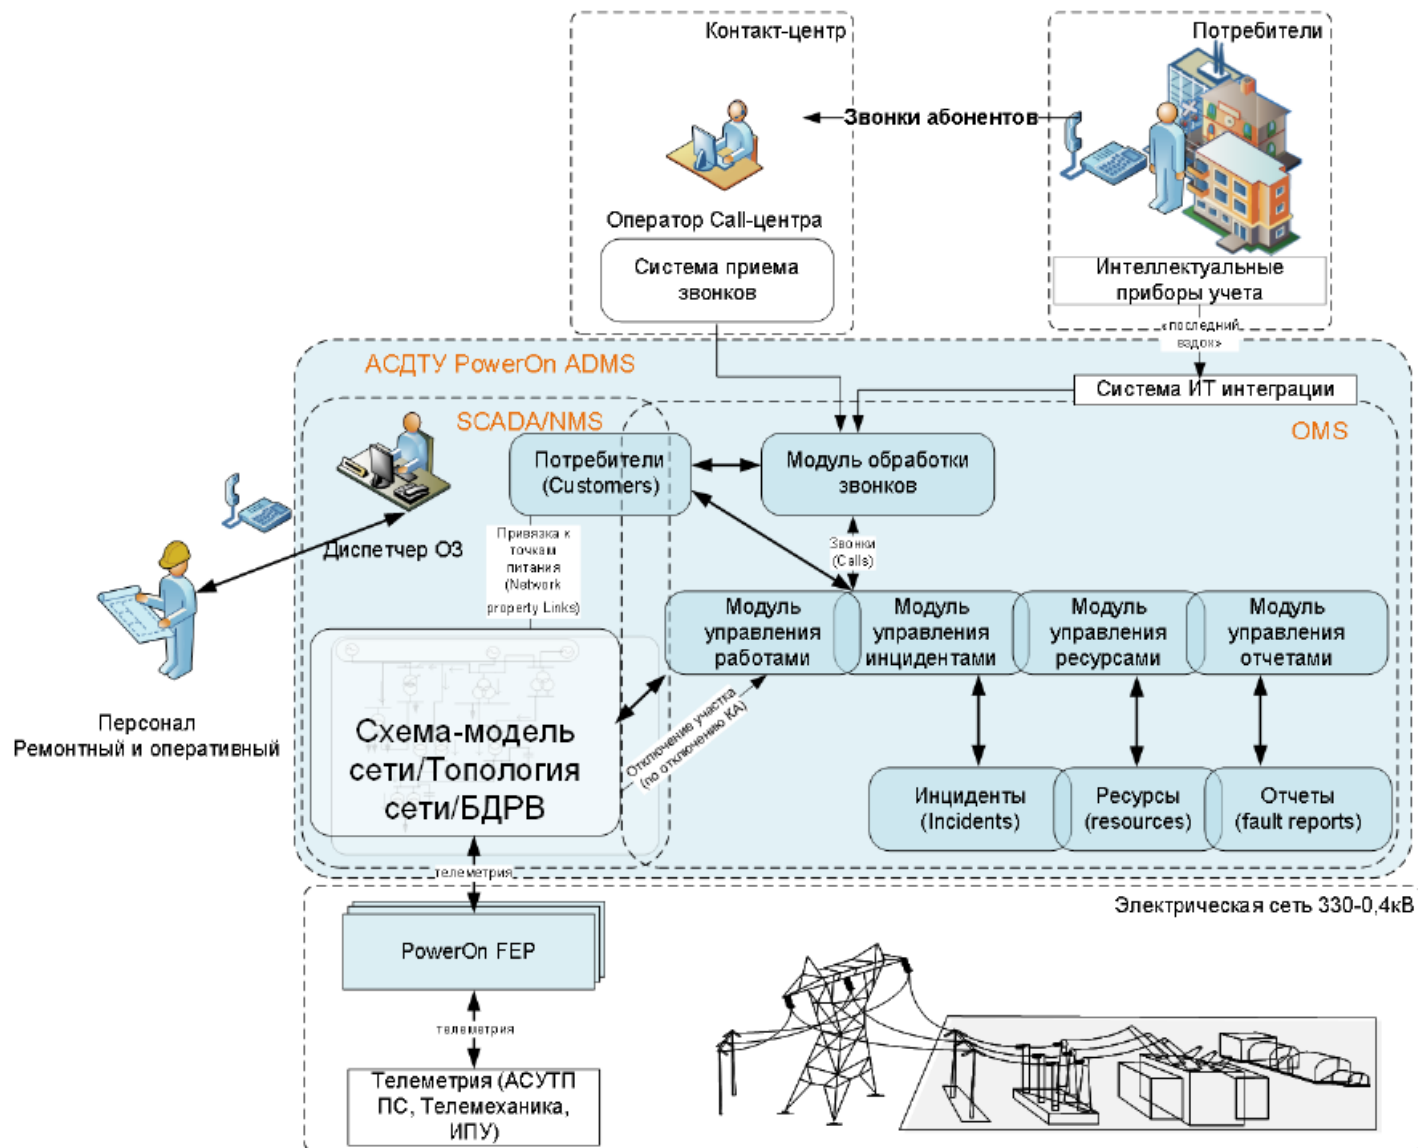 Контакт-центр
Потребители
Звонки абонентов
Оператор Call-центра
Система приема
звонков
Интеллектуальные
приборы учета
«последний
вздох»
АСДТУ PowerOn ADMS
Система ИТ интеграции
SCADA/NMS
OMS
Потребители
(Customers)
Модуль обработки
звонков
Диспетчер ОЗ
Привязка к
точкам
питания
(Network
property Links)
Звонки
(Calls)
Модуль
управления
работами
Модуль
управления
инцидентами
Модуль
управления
ресурсами
Модуль
управления
отчетами
Персонал
Ремонтный и оперативный
Схема-модель
сети/Топология
сети/БДРВ
Отключение участка
(по отключению КА)
Инциденты
(Incidents)
Ресурсы
(resources)
Отчеты
(fault reports)
телеметрия
Электрическая сеть 330-0,4кВ
PowerOn FEP
телеметрия
Телеметрия (АСУТП
ПС, Телемеханика,
ИПУ)